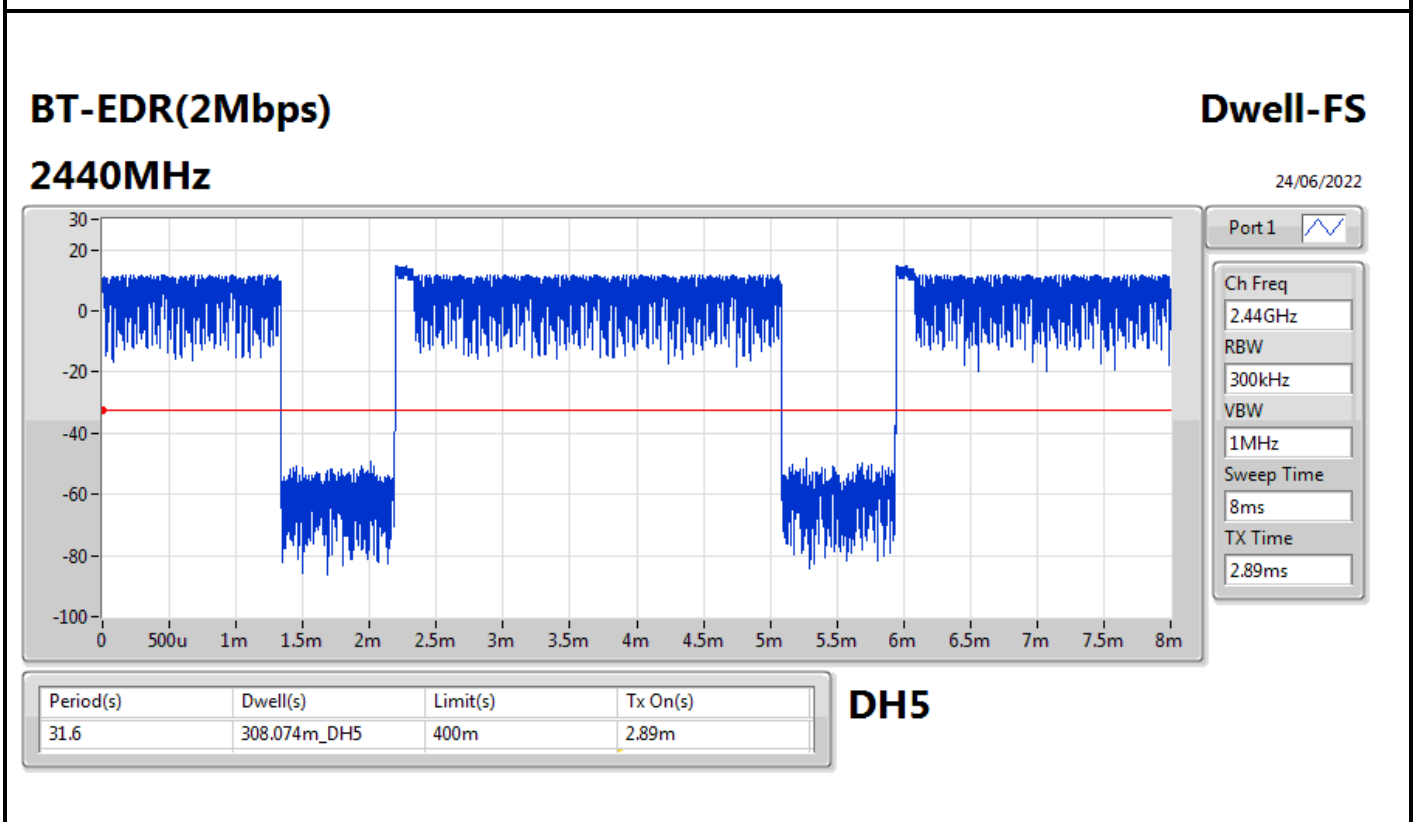 BT-EDR(2Mbps)
Dwell-FS
2440MHz
24/06/2022
30
20
0
-20
-40
-60
-80
-100
0 500u 1m 1.5m 2m 2.5m 3m 3.5m 4m 4.5m 5m 5.5m 6m 6.5m 7m 7.5m 8m
Port 1
Ch Freq
2.44GHz
RBW
300kHz
VBW
1MHz
Sweep Time
8ms
TX Time
2.89ms
Period(s) Dwell(s) Limit(s) Tx On(s)
31.6 308.074m_DH5 400m 2.89m
DH5